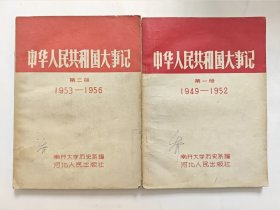 中华人民共和国大事记
第二册
1953—1956
南开大学历史系编
河北人民出版社
中华人民共和国大事记
第一册
1949—1952
南开大学历史系编
河北人民出版社